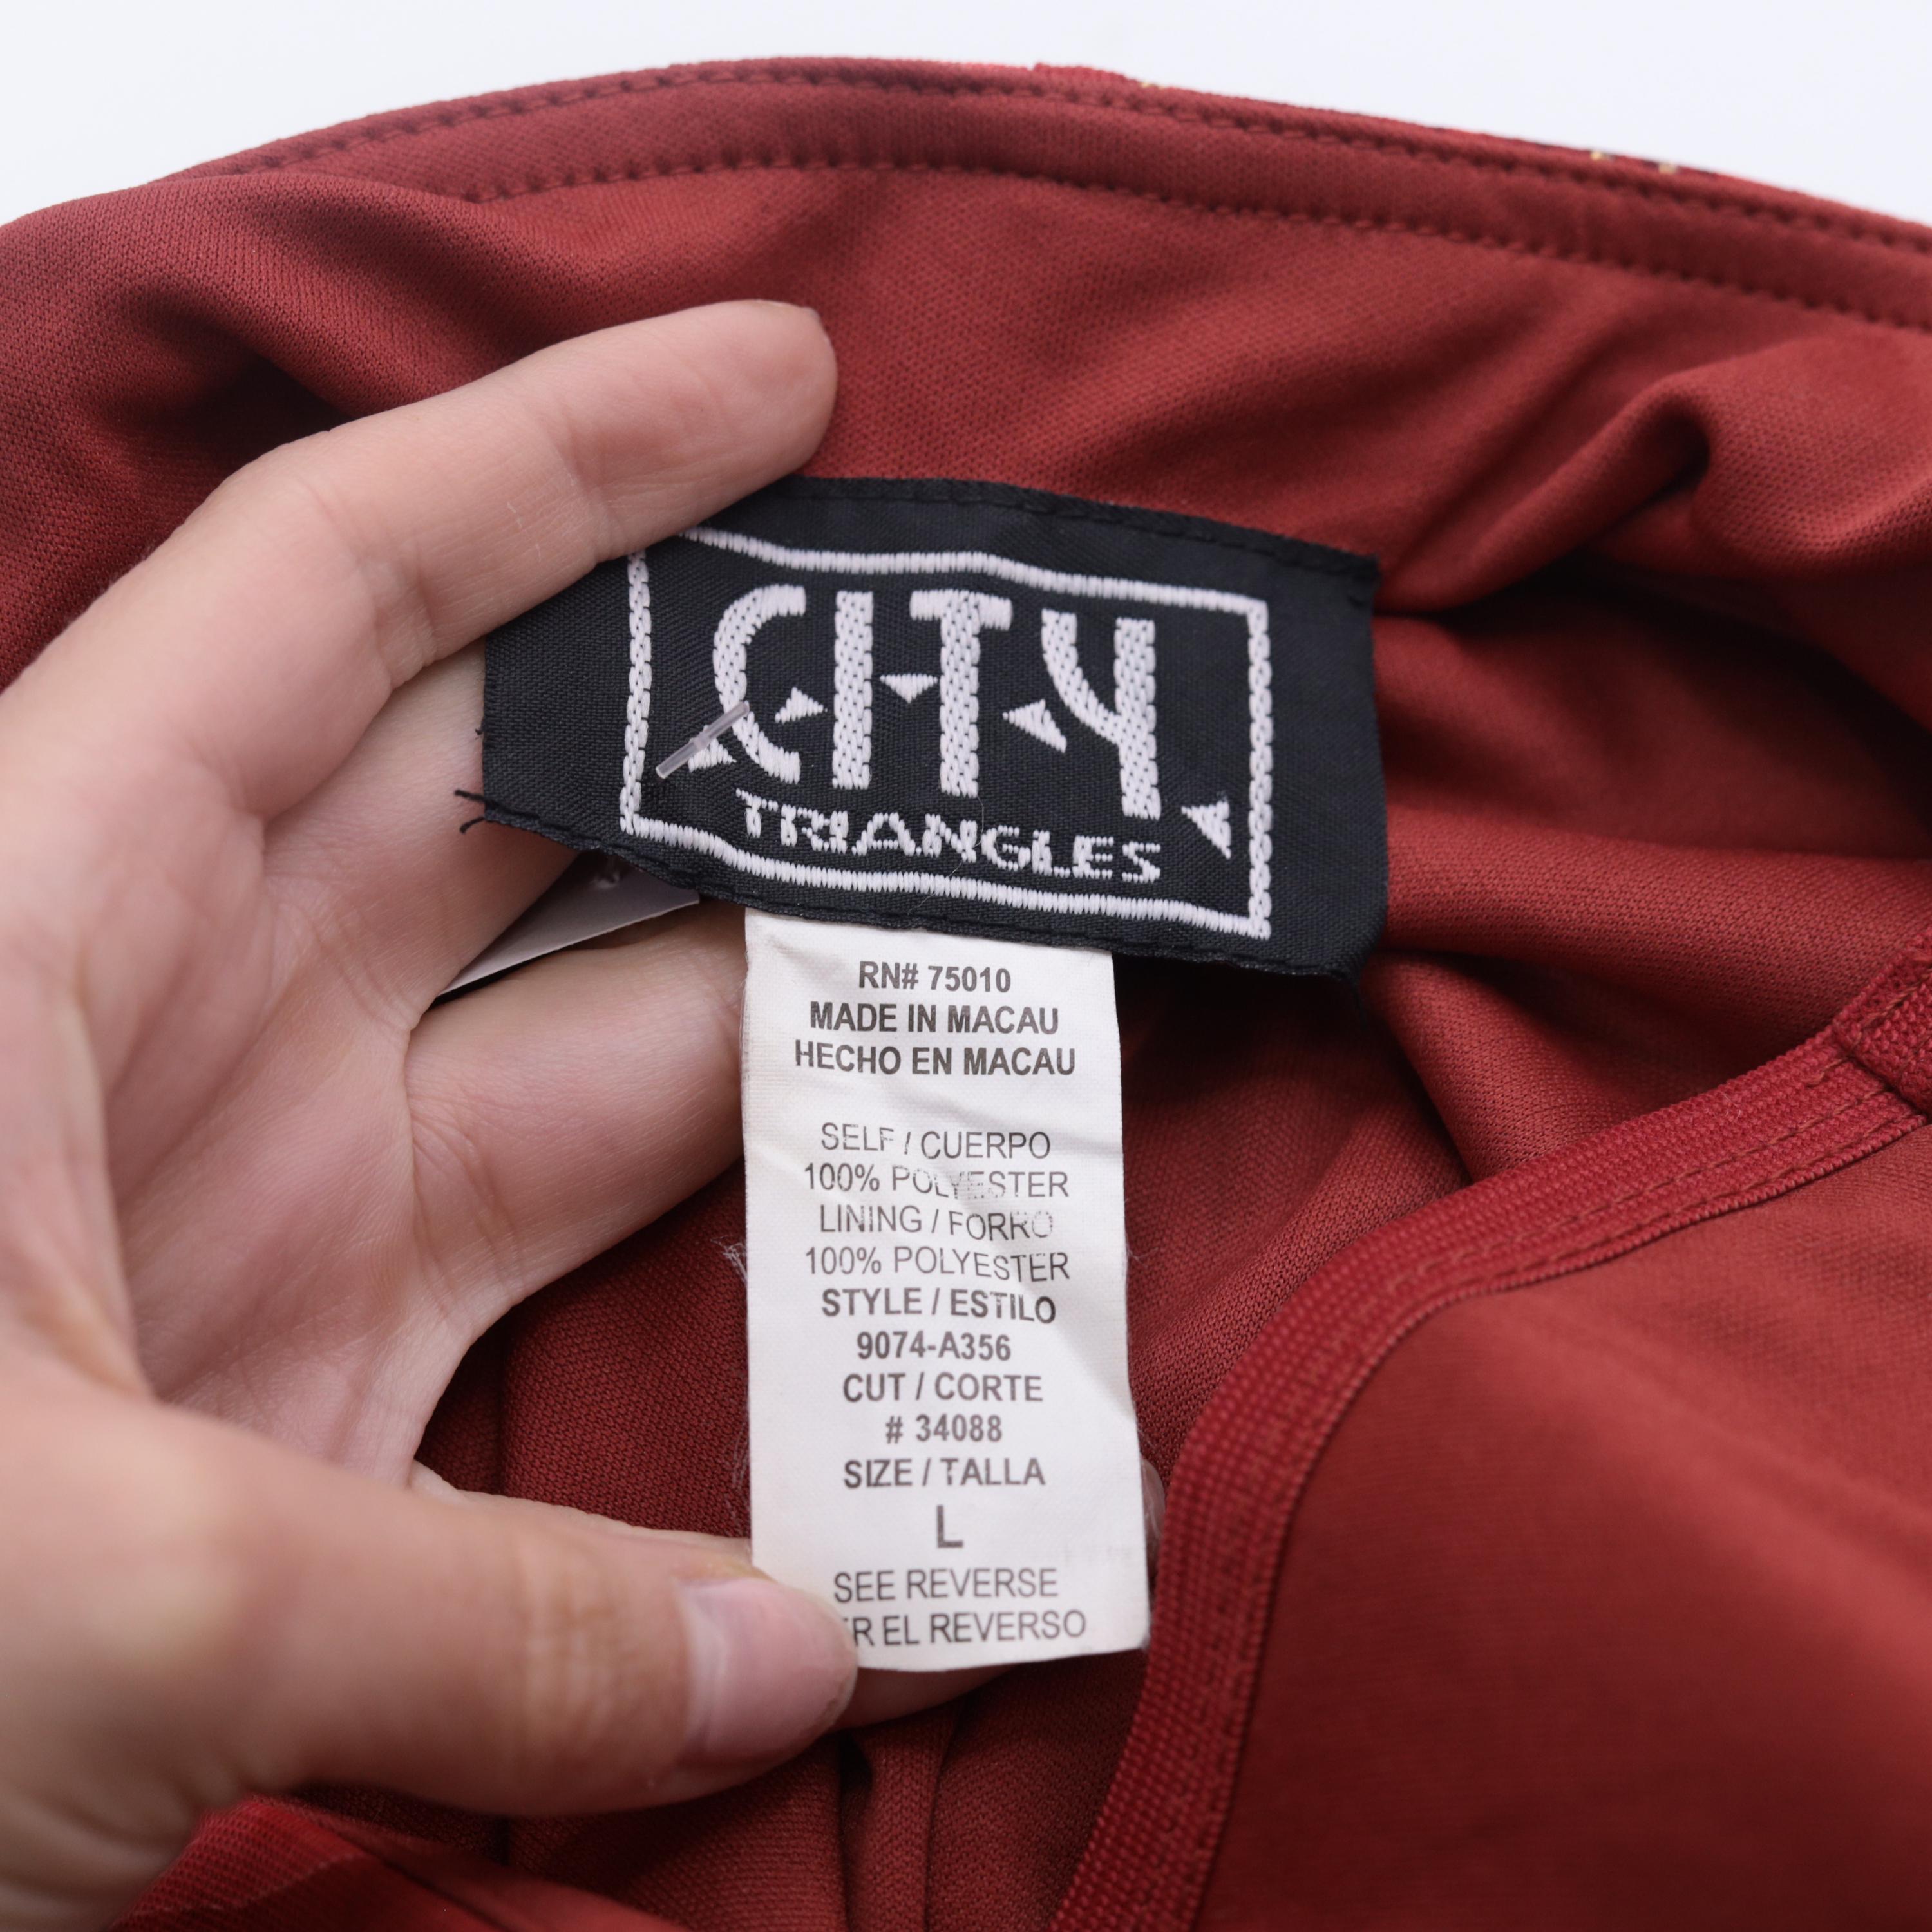 CITY
TRIANGLES
RN# 75010
MADE IN MACAU
HECHO EN MACAU
SELF / CUERPO
100% POLYESTER
LINING / FORRO
100% POLYESTER
STYLE / ESTILO
9074-A356
CUT / CORTE
# 34088
SIZE / TALLA
L
SEE REVERSE
EL REVERSO